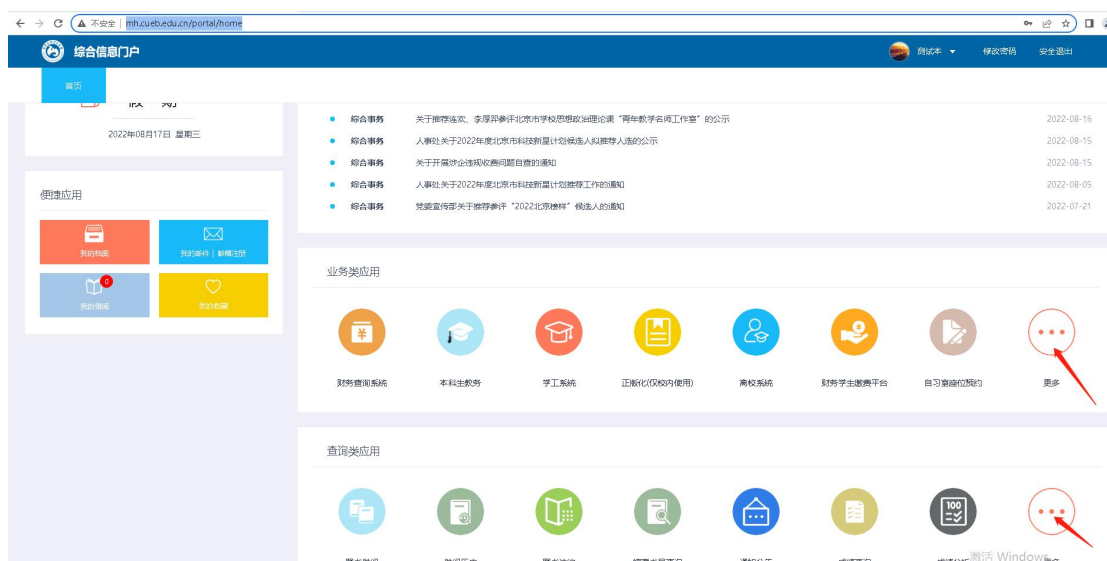 不安全 | mh.cueb.edu.cn/portal/home
综合信息门户
测试本
修改密码
安全退出
首页
假 期
2022年08月17日 星期三
综合事务 关于推荐连欢，李厚羿参评北京市学校思想政治理论课“青年教学名师工作室”的公示 2022-08-16
综合事务 人事处关于2022年度北京市科技新星计划候选人拟推荐人选的公示 2022-08-15
综合事务 关于开展涉企违规收费问题自查的通知 2022-08-15
综合事务 人事处关于2022年度北京市科技新星计划推荐工作的通知 2022-08-05
综合事务 党委宣传部关于推荐参评“2022北京榜样”候选人的通知 2022-07-21
便捷应用
我的档案
我的邮件 | 邮箱注册
0
我的借阅
我的收藏
业务类应用
财务查询系统
本科生教务
学工系统
正版化(仅校内使用)
离校系统
财务学生缴费平台
自习室座位预约
更多
查询类应用
100
激活 Windows